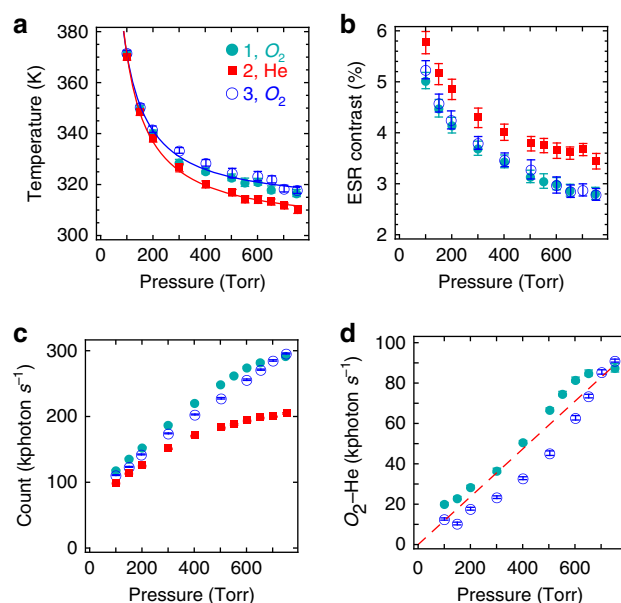 a
380
360
340
320
300
Temperature (K)
1, O₂
2, He
3, O₂
0 200 400 600
Pressure (Torr)
b
6
5
4
3
2
ESR contrast (%)
0 200 400 600
Pressure (Torr)
c
300
200
100
0
Count (kphoton s⁻¹)
0 200 400 600
Pressure (Torr)
d
100
80
60
40
20
0
O₂–He (kphoton s⁻¹)
0 200 400 600
Pressure (Torr)